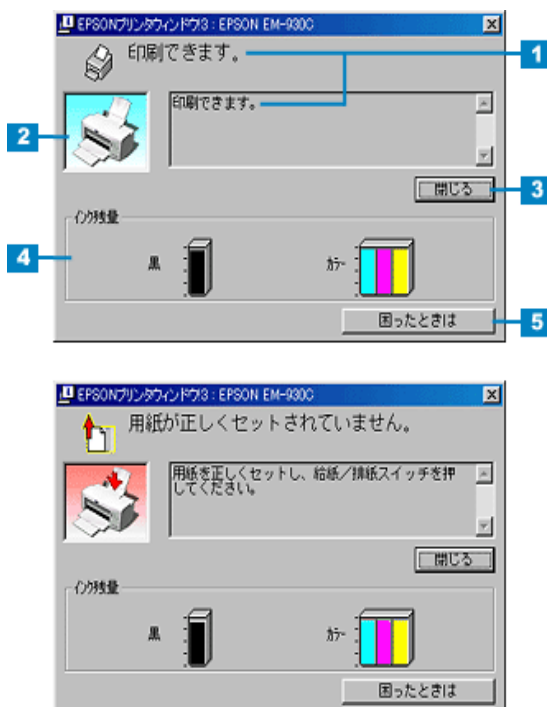 EPSONプリンタウィンドウ!3 : EPSON EM-930C
印刷できます。
1
印刷できます。
2
閉じる
3
インク残量
4
黒
カラー
困ったときは
5
EPSONプリンタウィンドウ!3 : EPSON EM-930C
用紙が正しくセットされていません。
用紙を正しくセットし、給紙/排紙スイッチを押
してください。
閉じる
インク残量
黒
カラー
困ったときは